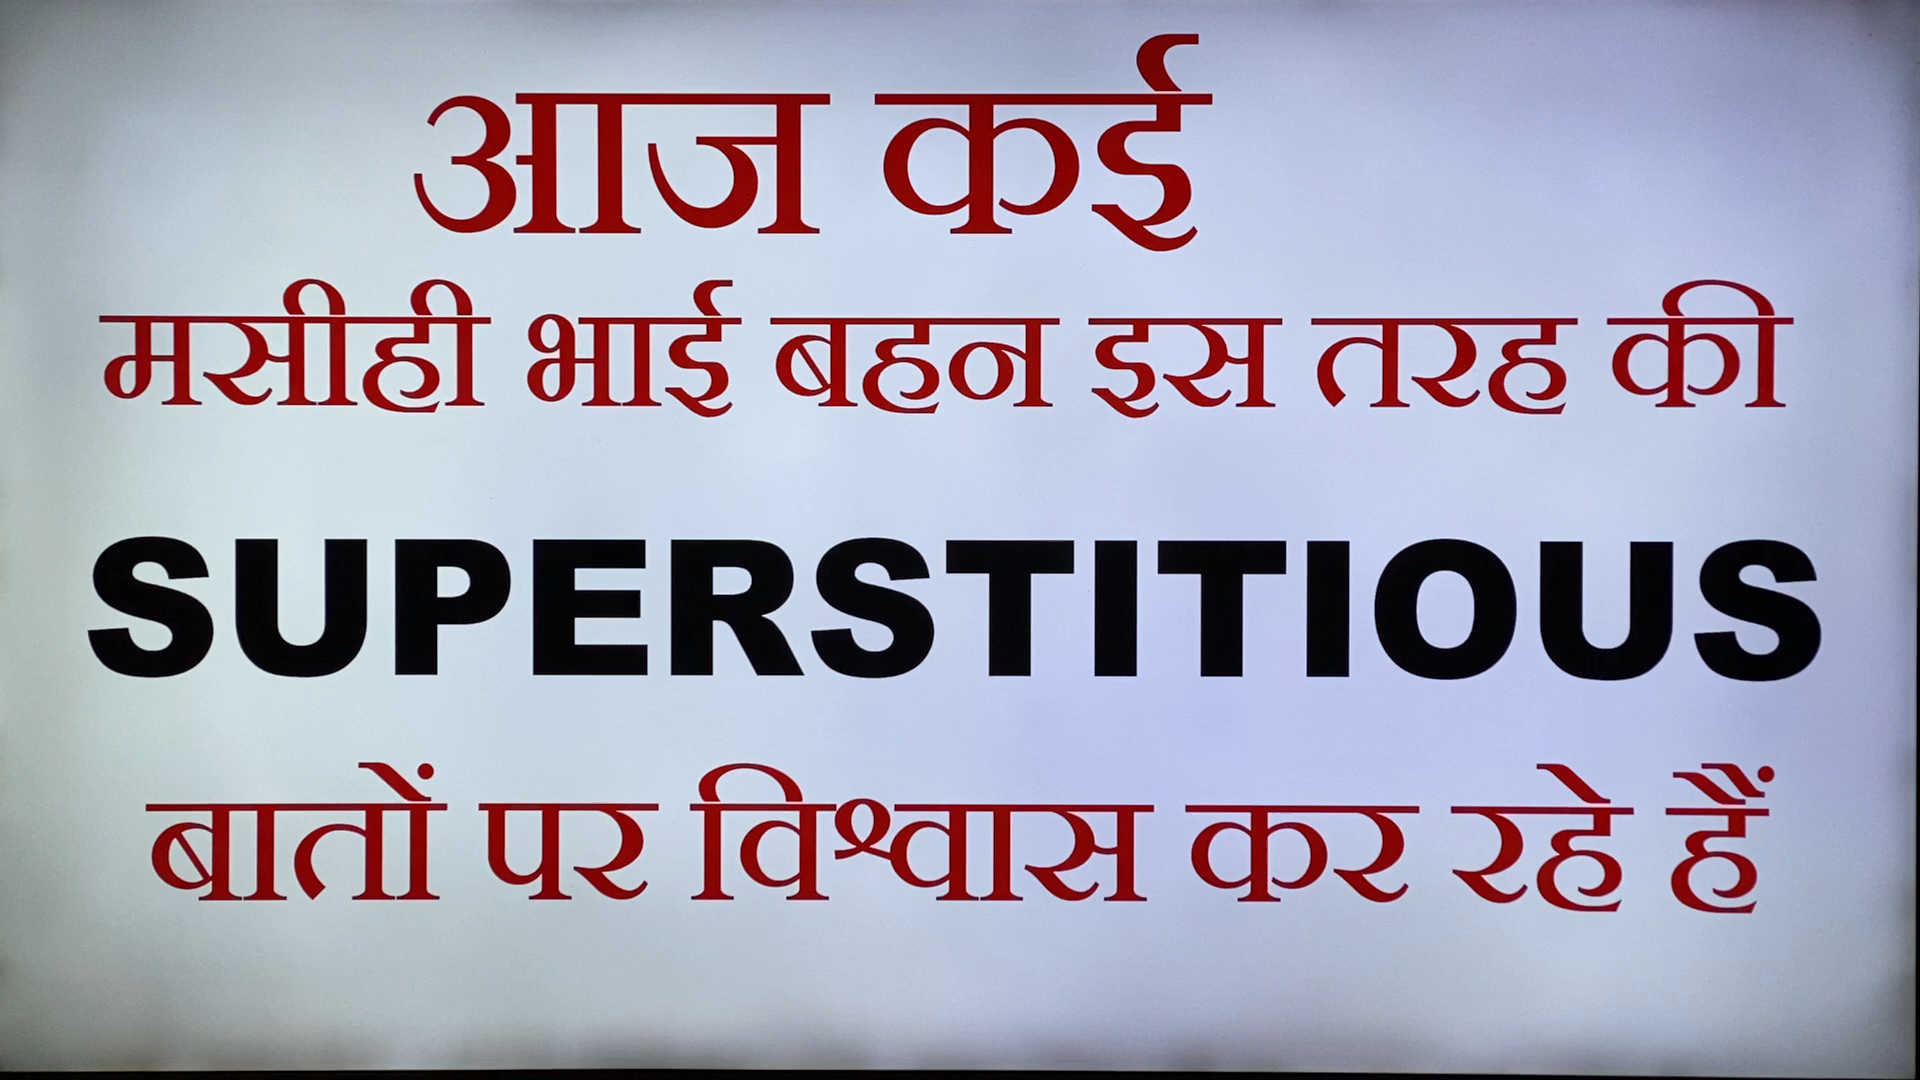 आज कई
मसीही भाई बहन इस तरह की
SUPERSTITIOUS
बातों पर विश्वास कर रहे हैं